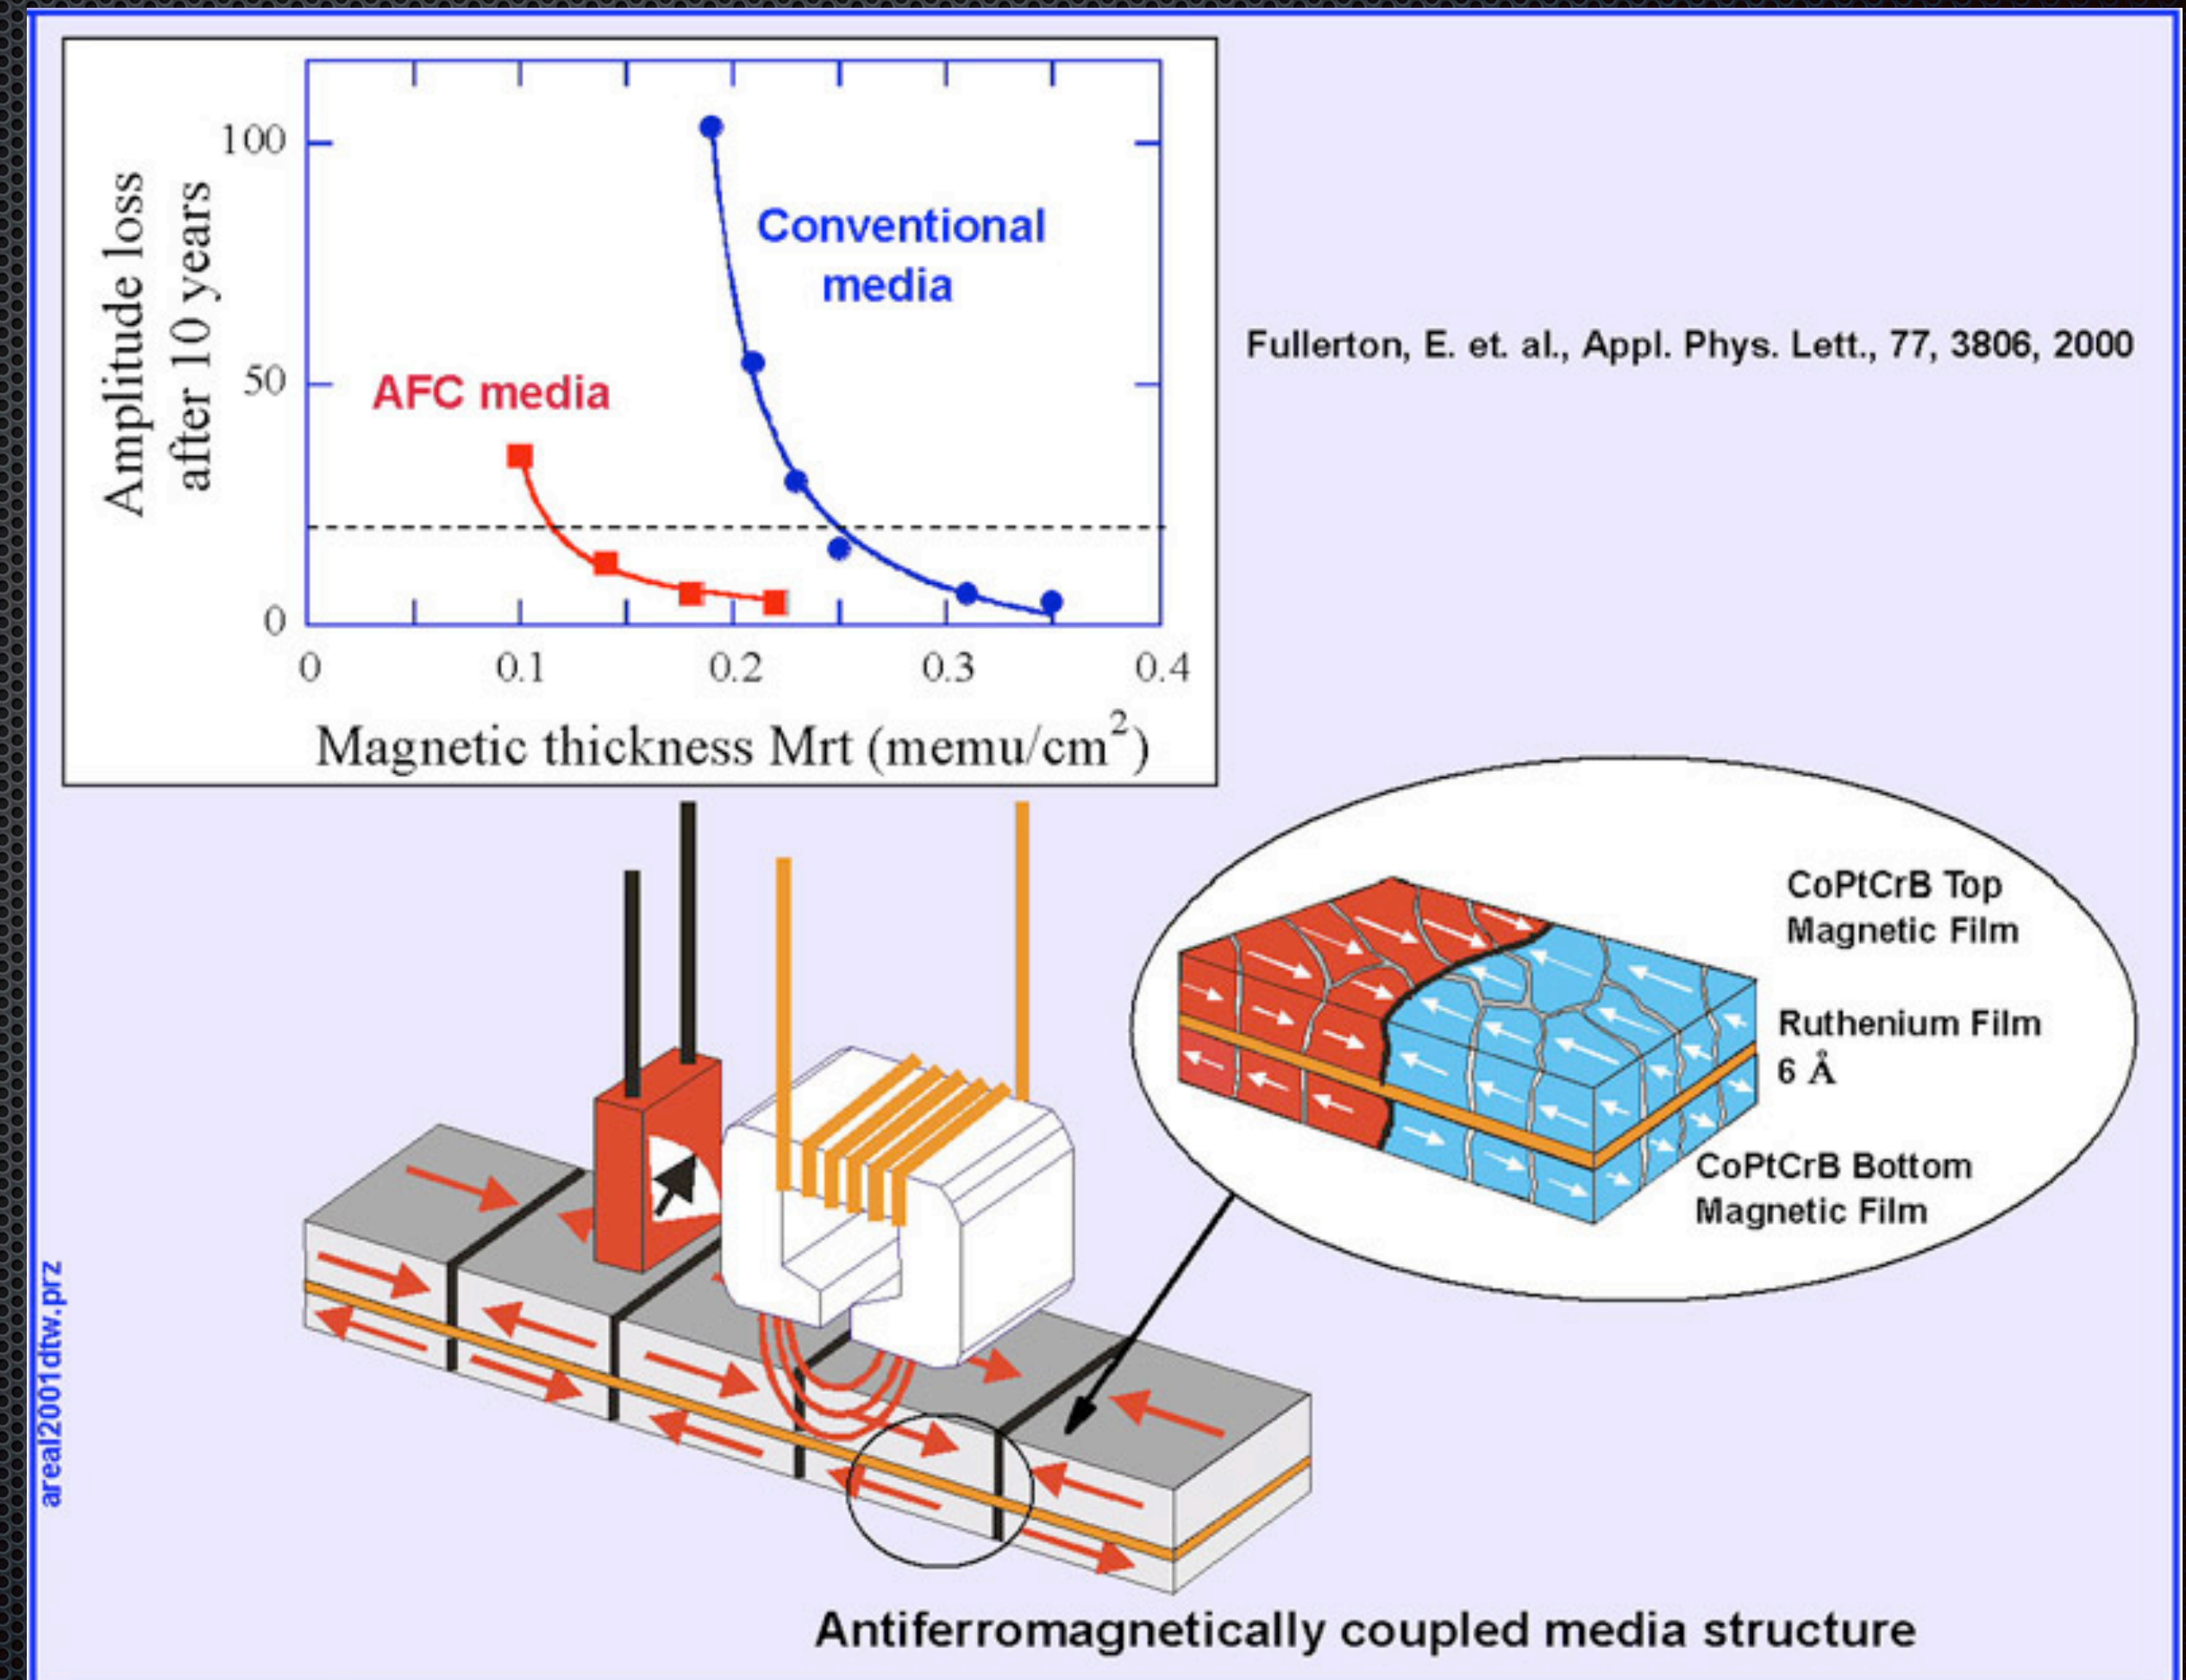 100
50
0
Amplitude loss
after 10 years
Conventional
media
AFC media
0 0.1 0.2 0.3 0.4
Magnetic thickness Mrt (memu/cm²)
Fullerton, E. et. al., Appl. Phys. Lett., 77, 3806, 2000
CoPtCrB Top
Magnetic Film
Ruthenium Film
6 Å
CoPtCrB Bottom
Magnetic Film
areal2001dtw.prz
Antiferromagnetically coupled media structure